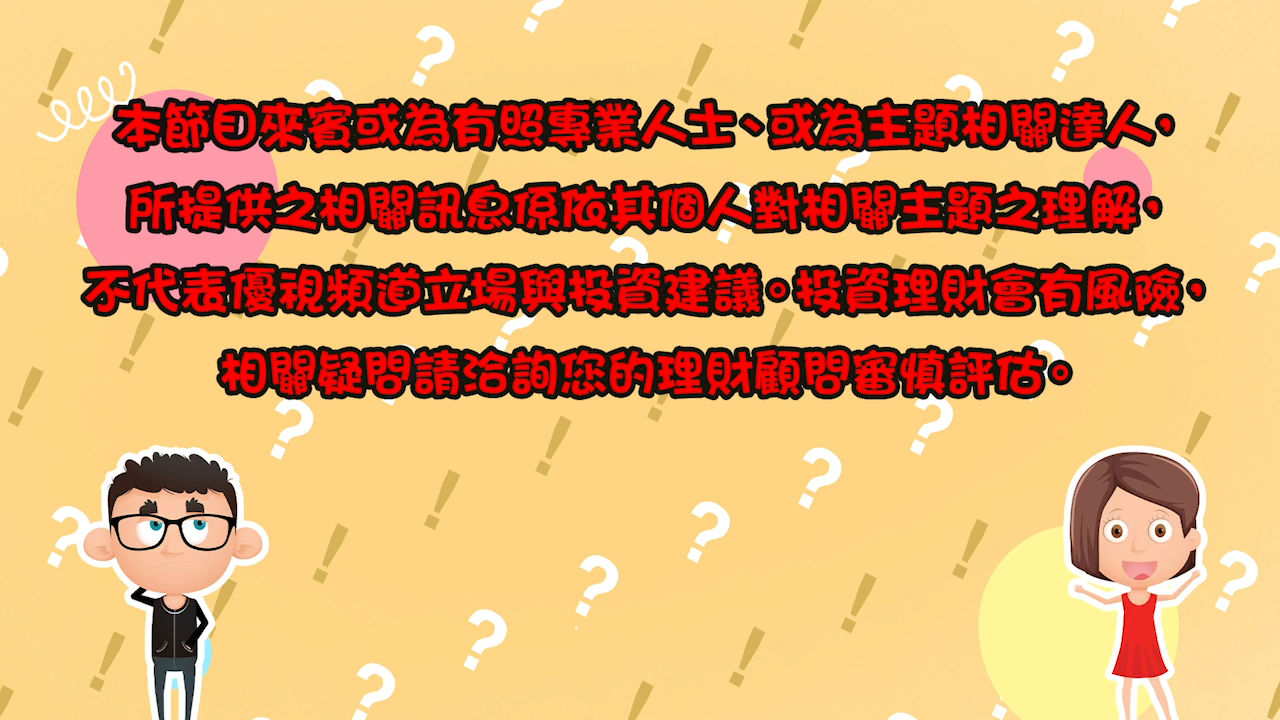 本節目來賓或為有照專業人士、或為主題相關達人，
所提供之相關訊息係依其個人對相關主題之理解，
不代表優視頻道立場與投資建議。投資理財會有風險，
相關疑問請洽詢您的理財顧問審慎評估。